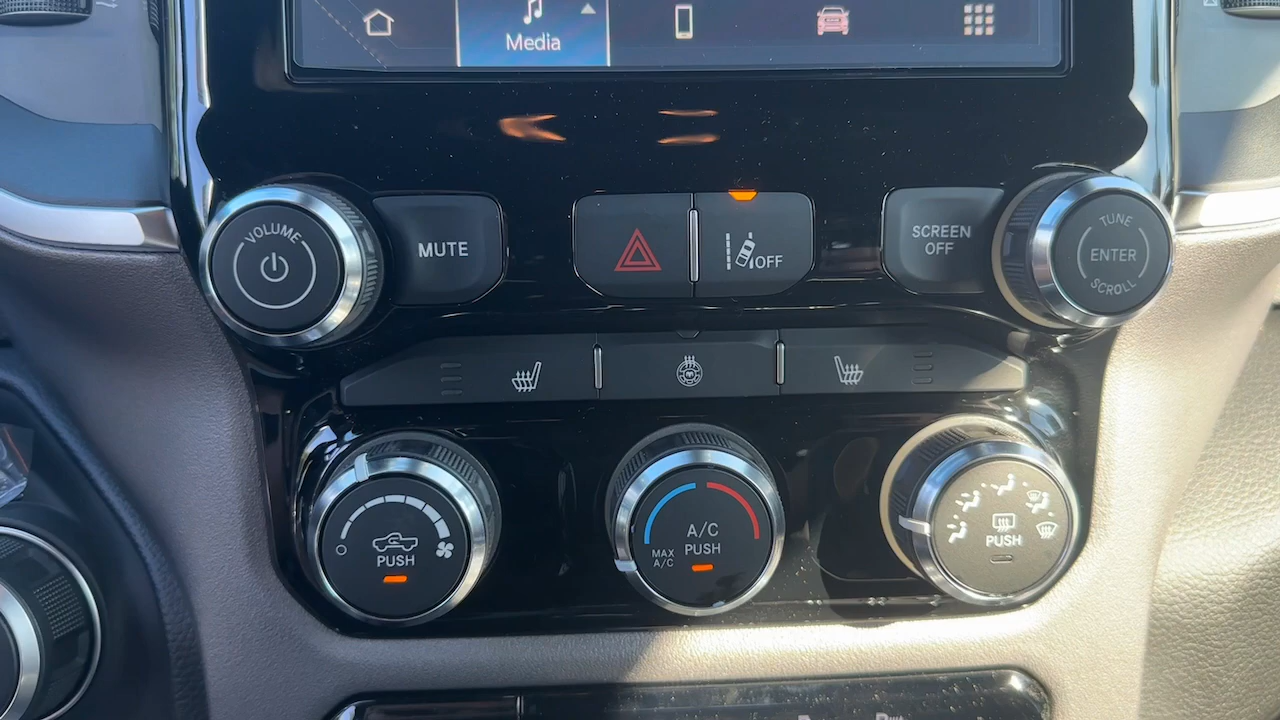 Media
VOLUME
MUTE
OFF
SCREEN
OFF
TUNE
ENTER
SCROLL
PUSH
A/C
PUSH
MAX
A/C
PUSH